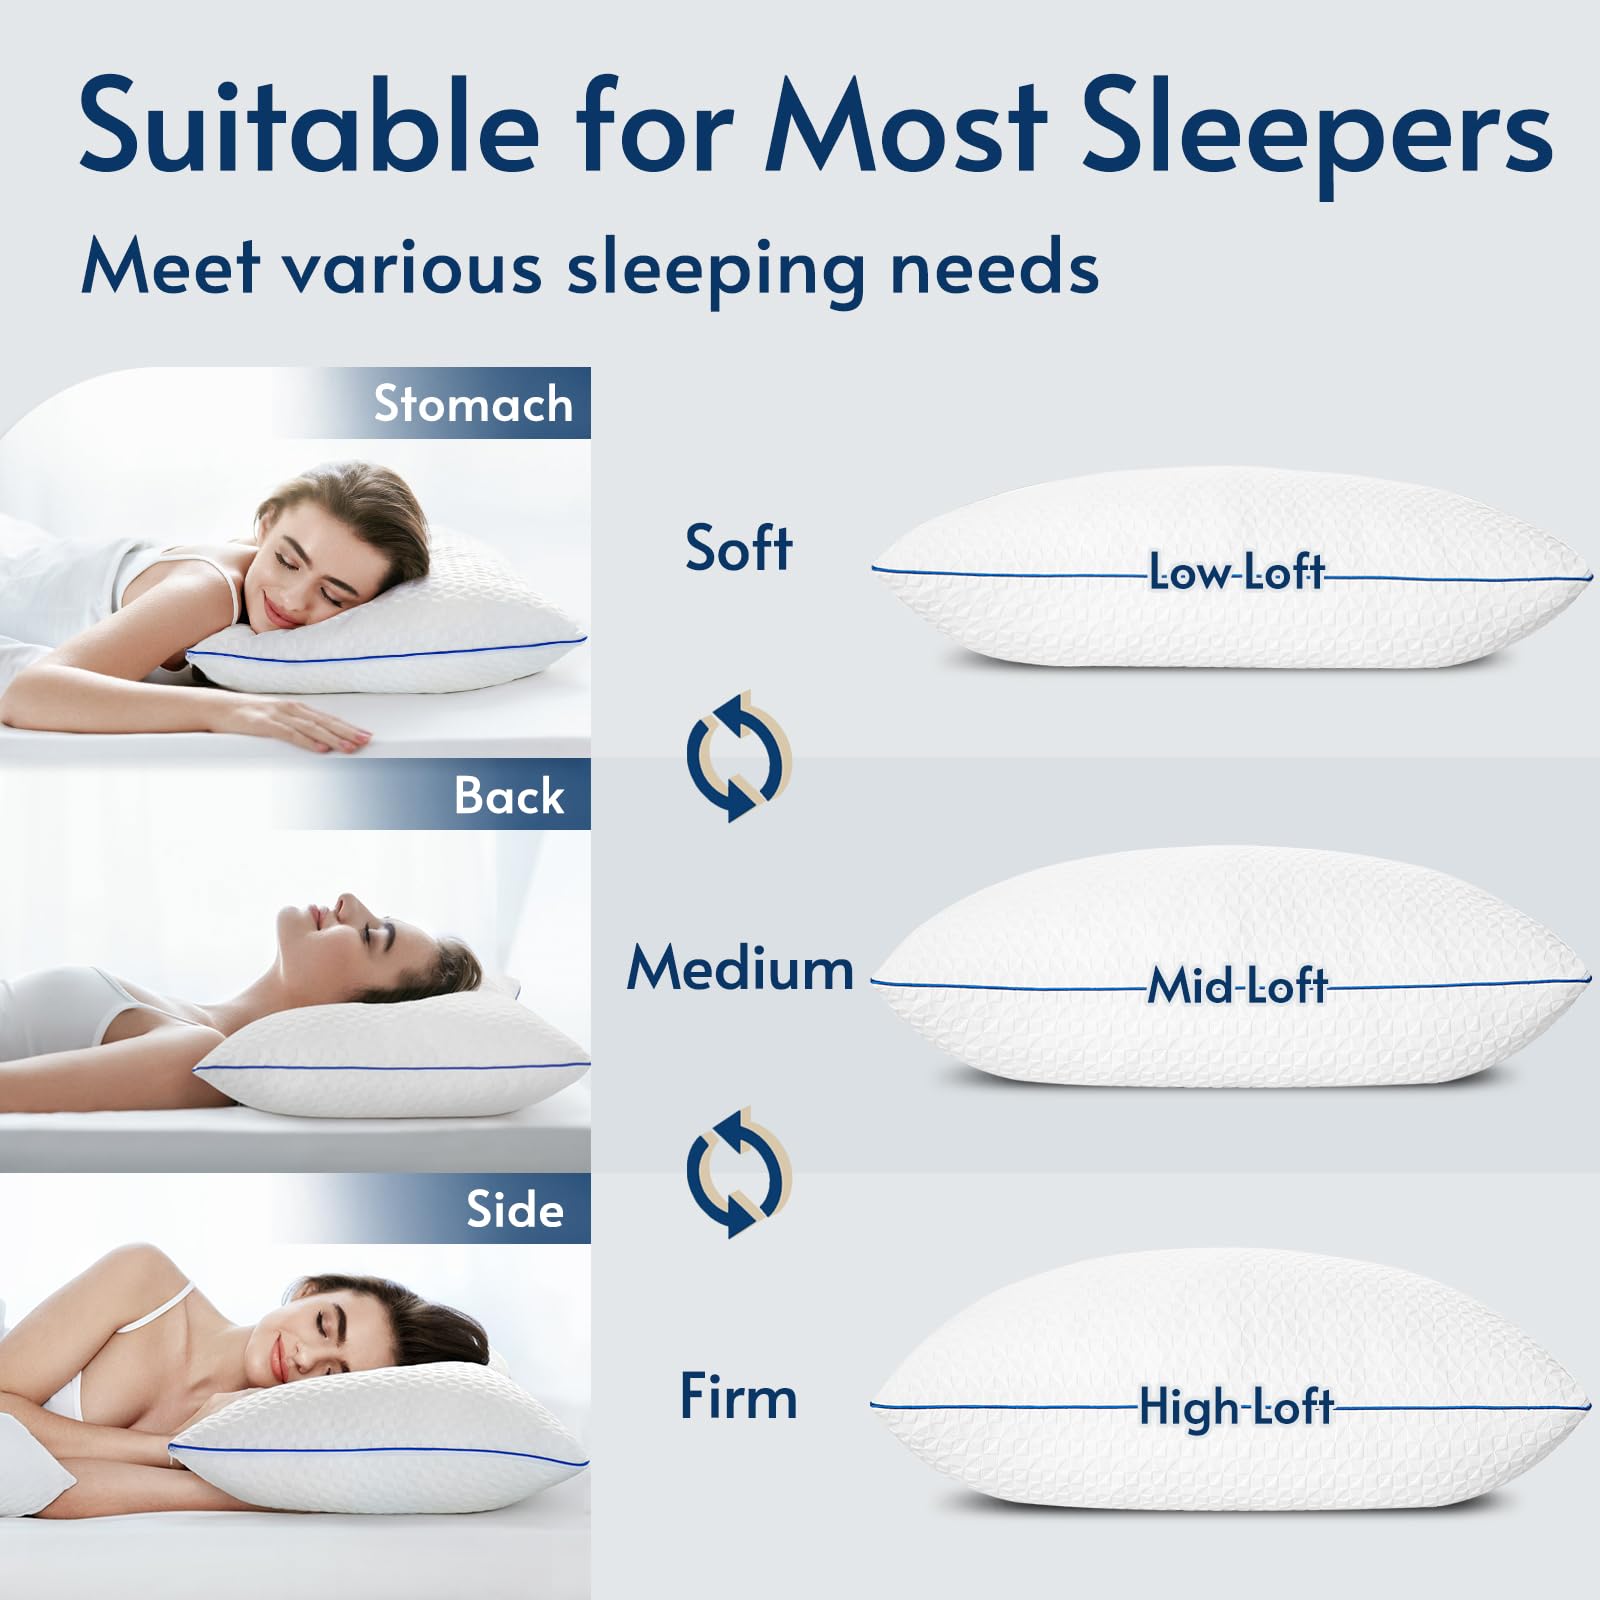 Suitable for Most Sleepers
Meet various sleeping needs
Stomach
Soft
Low-Loft
Back
Medium
Mid-Loft
Side
Firm
High-Loft